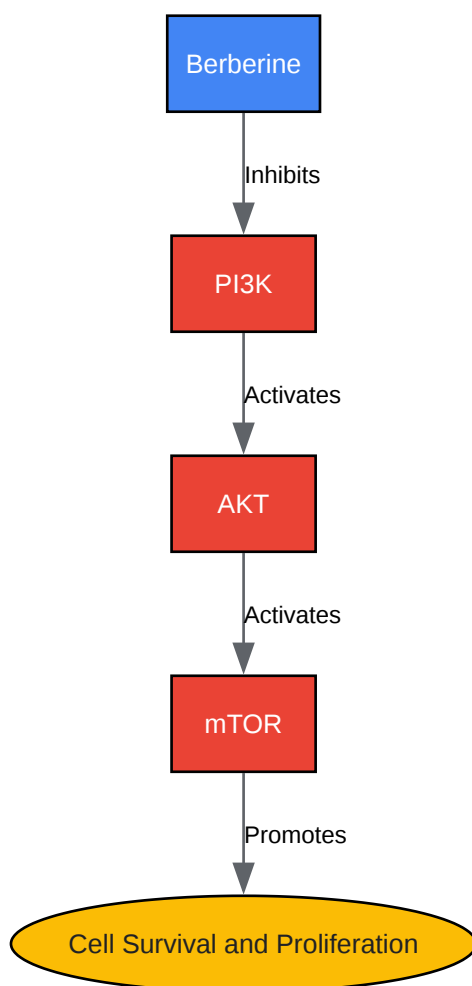 Berberine
Inhibits
PI3K
Activates
AKT
Activates
mTOR
Promotes
Cell Survival and Proliferation